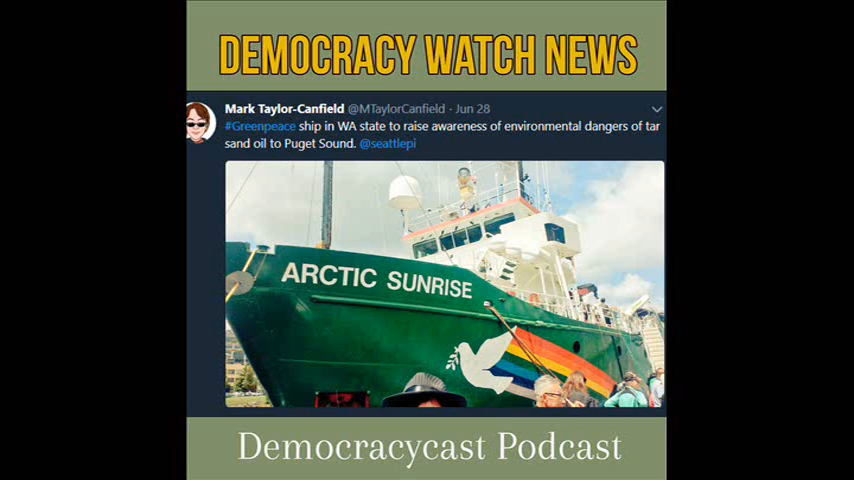 DEMOCRACY WATCH NEWS
Mark Taylor-Canfield @MTaylorCanfield · Jun 28
#Greenpeace ship in WA state to raise awareness of environmental dangers of tar
sand oil to Puget Sound. @seattlepi
ARCTIC SUNRISE
Democracycast Podcast